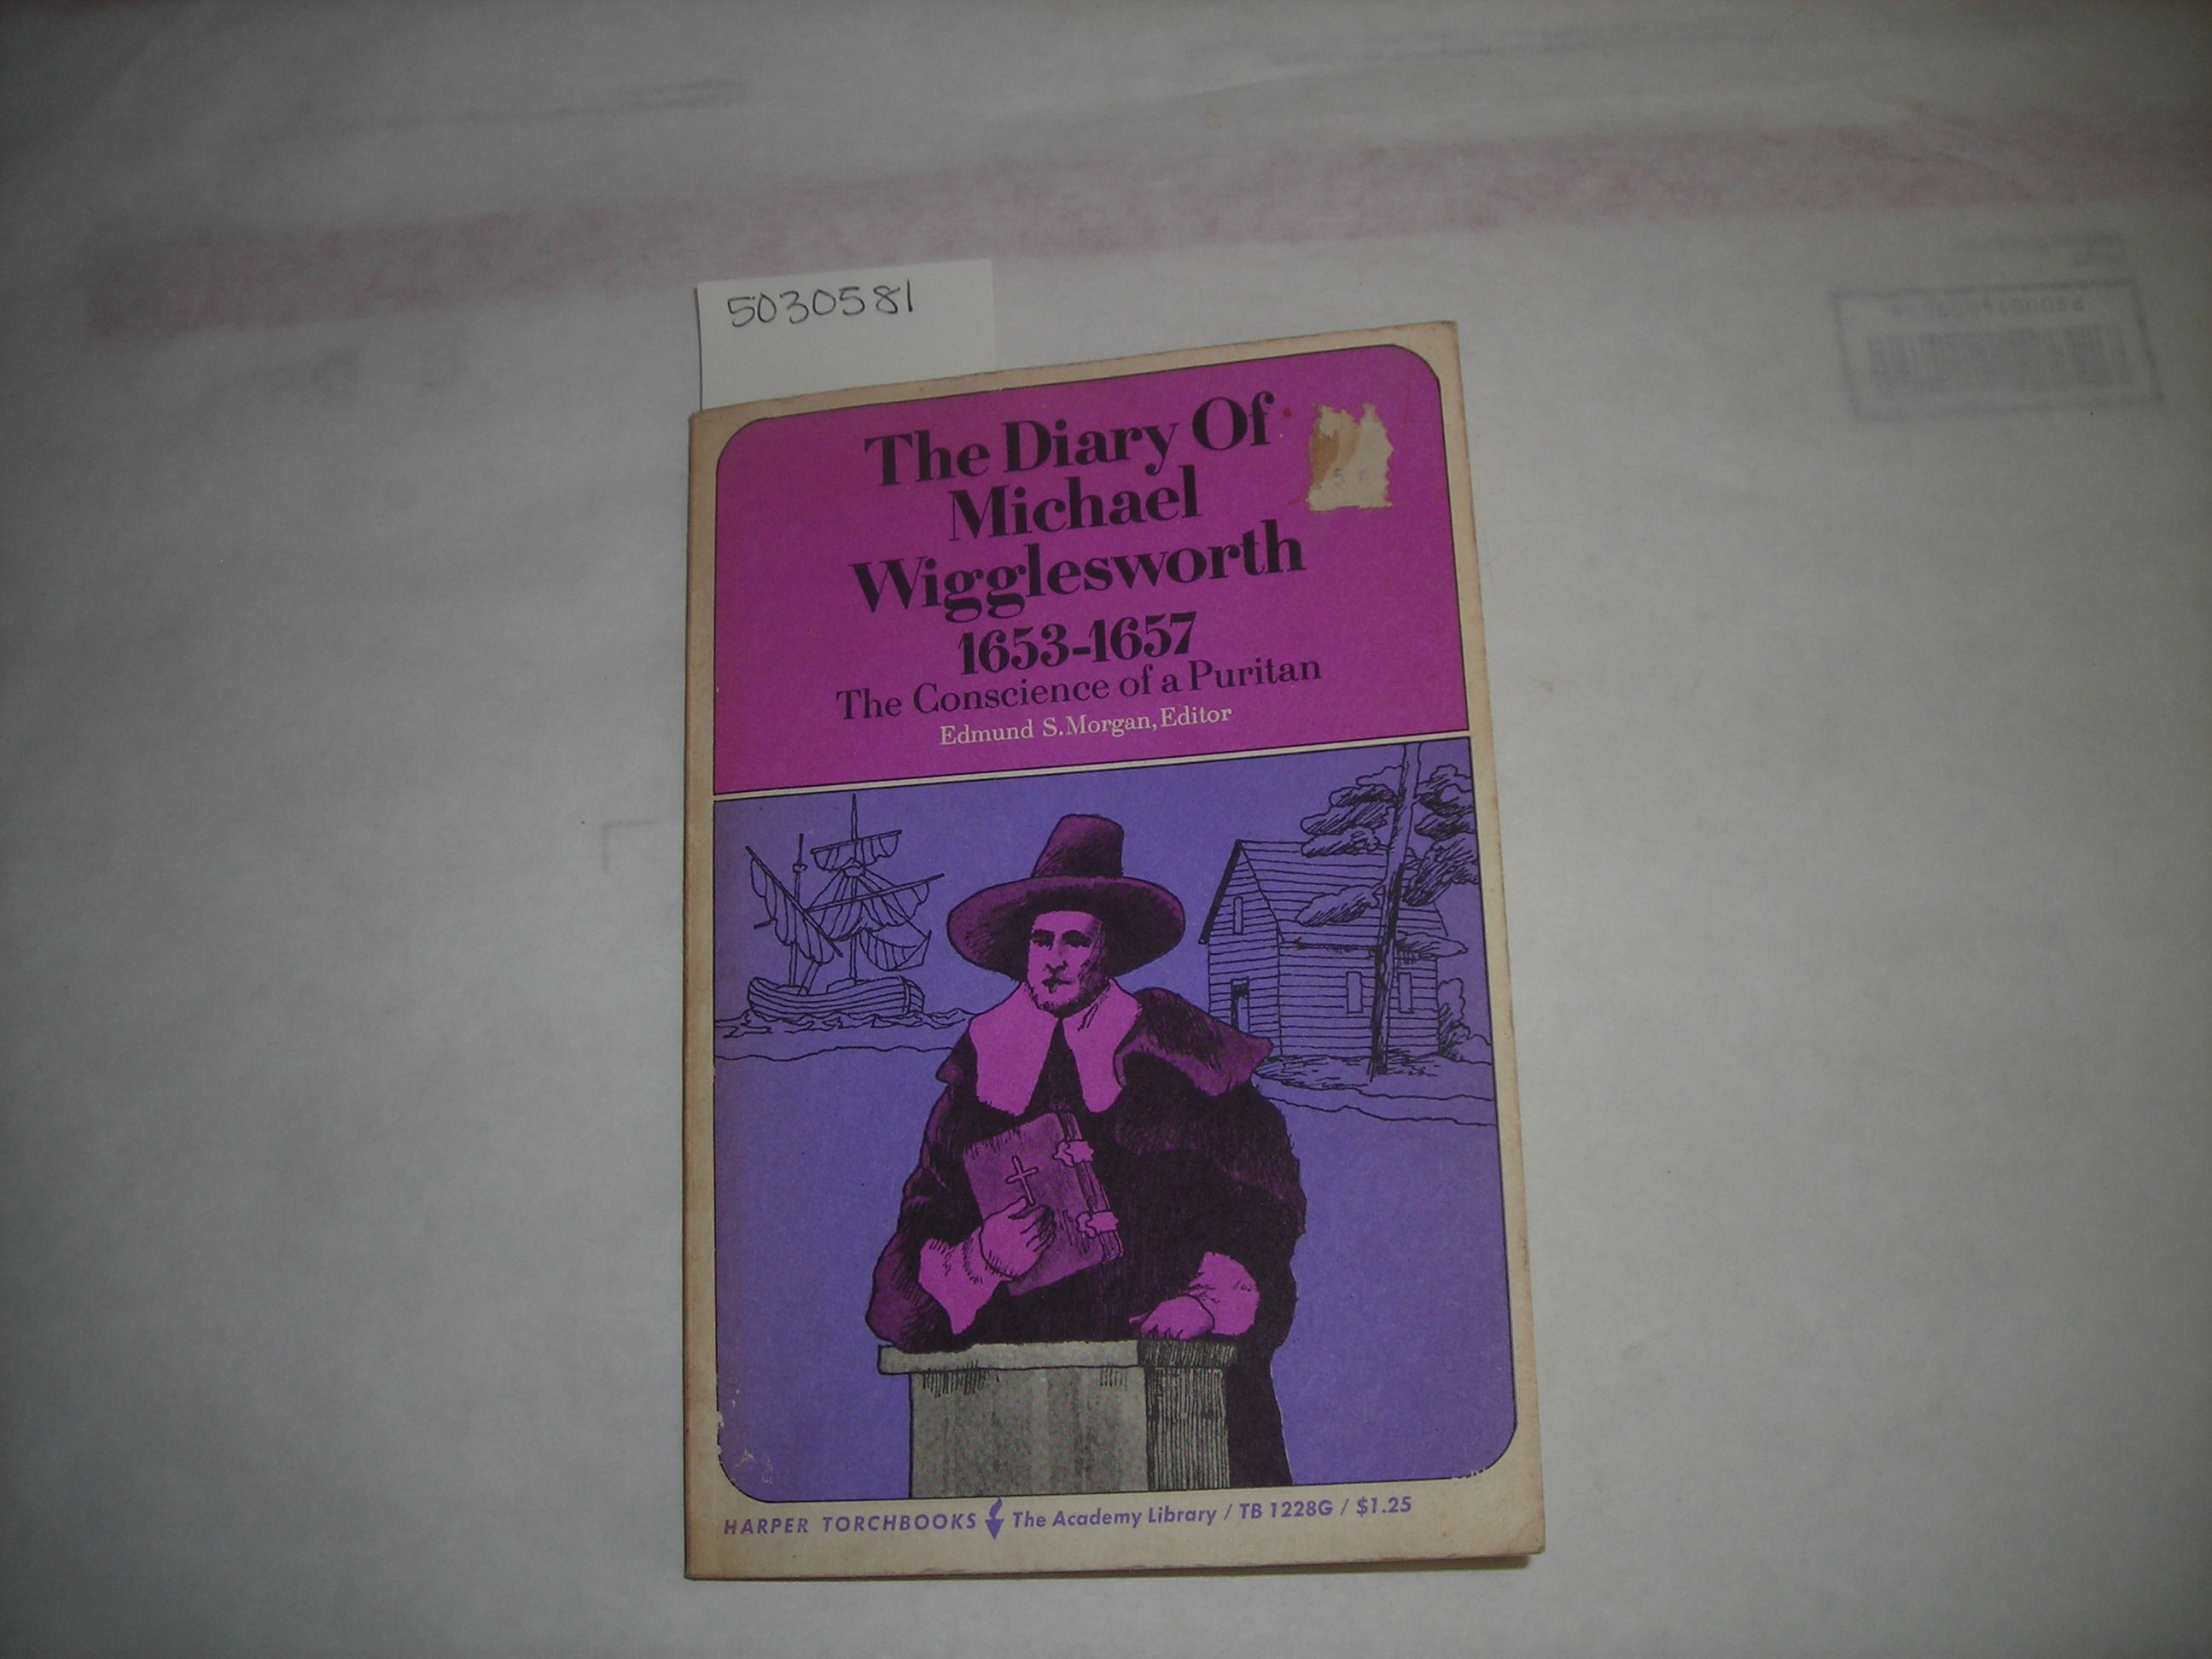 5030581
The Diary Of
Michael
Wigglesworth
1653-1657
The Conscience of a Puritan
Edmund S. Morgan, Editor
HARPER TORCHBOOKS The Academy Library / TB 1228G / $1.25